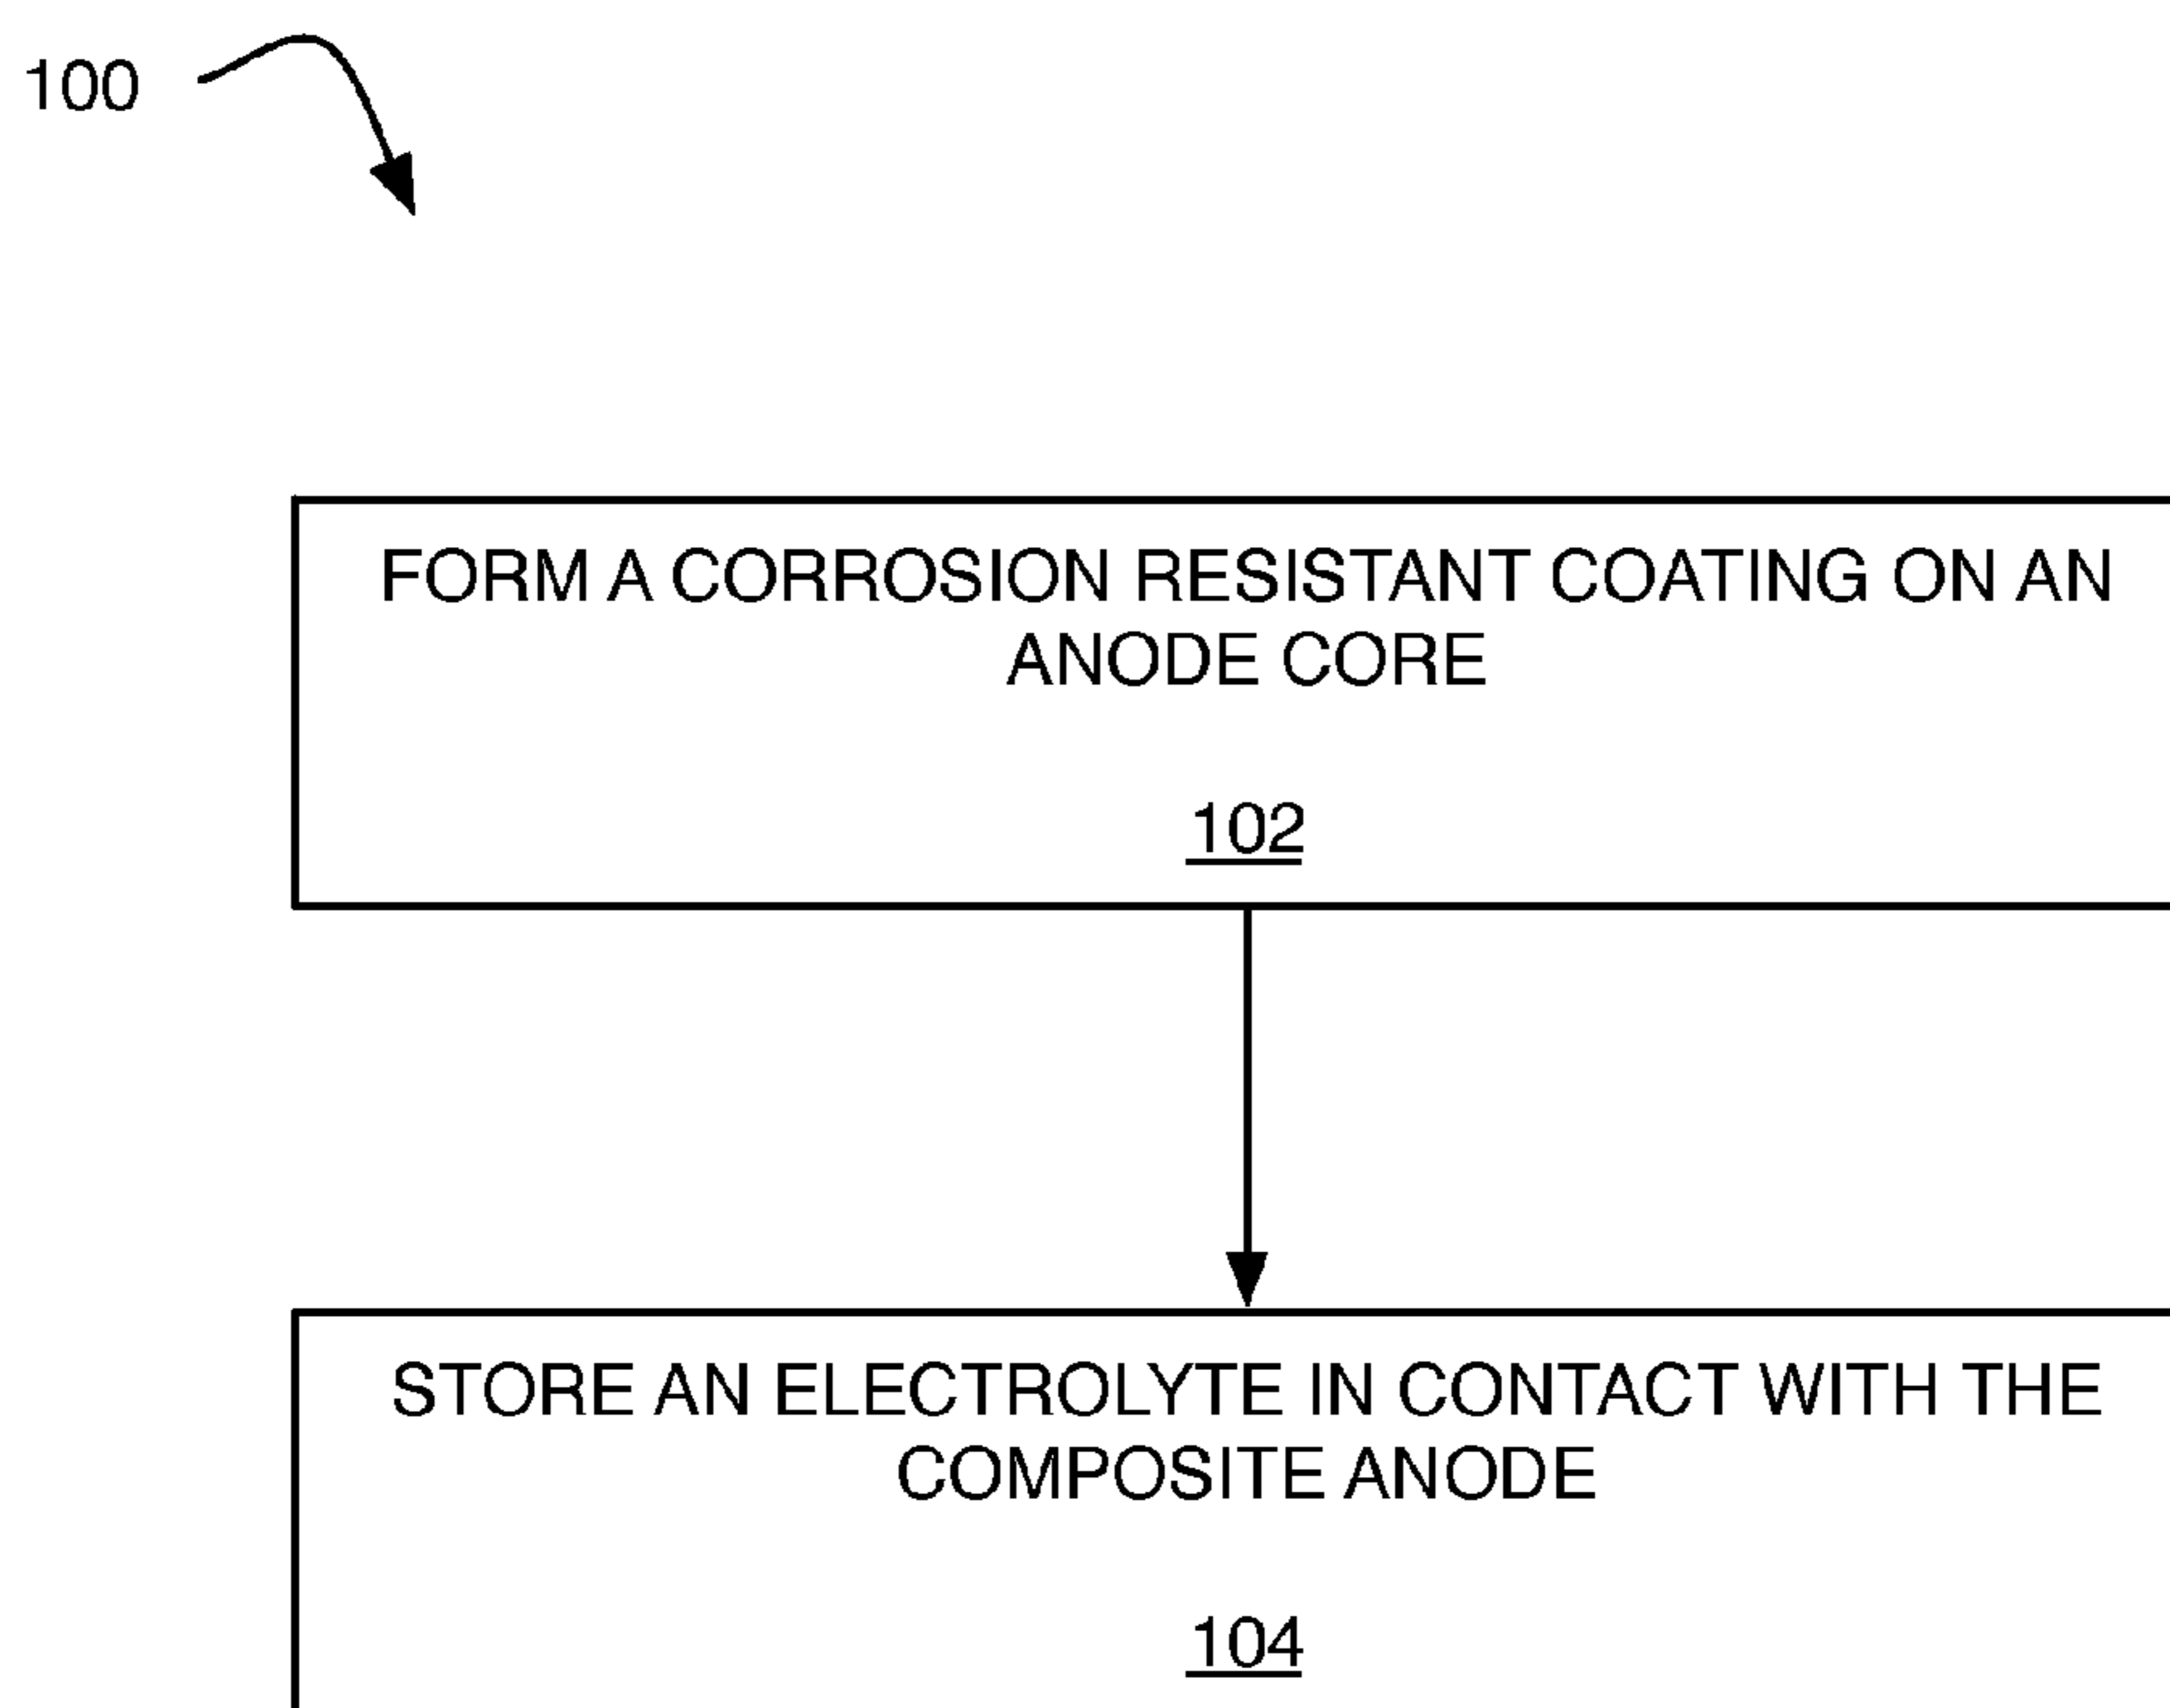 100
FORM A CORROSION RESISTANT COATING ON AN
ANODE CORE
102
STORE AN ELECTROLYTE IN CONTACT WITH THE
COMPOSITE ANODE
104